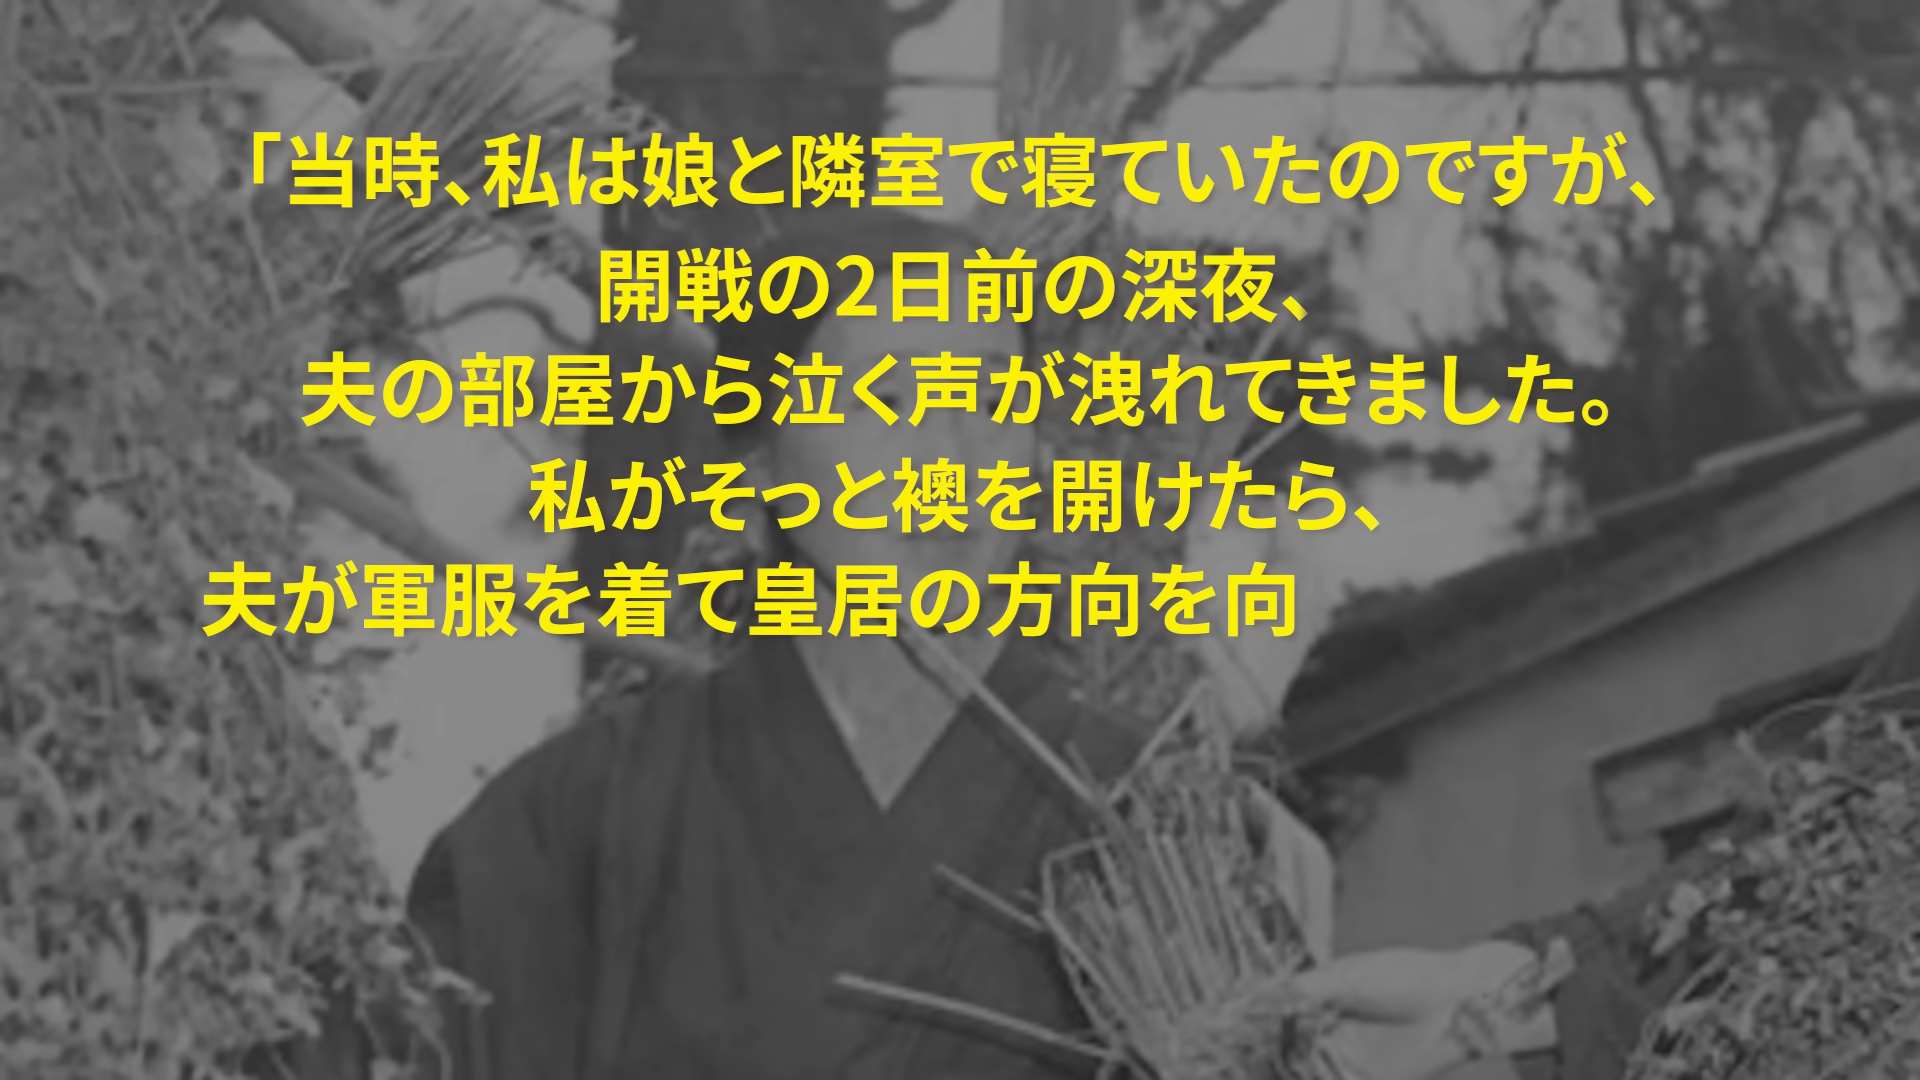 「当時、私は娘と隣室で寝ていたのですが、
開戦の2日前の深夜、
夫の部屋から泣く声が洩れてきました。
私がそっと襖を開けたら、
夫が軍服を着て皇居の方向を向